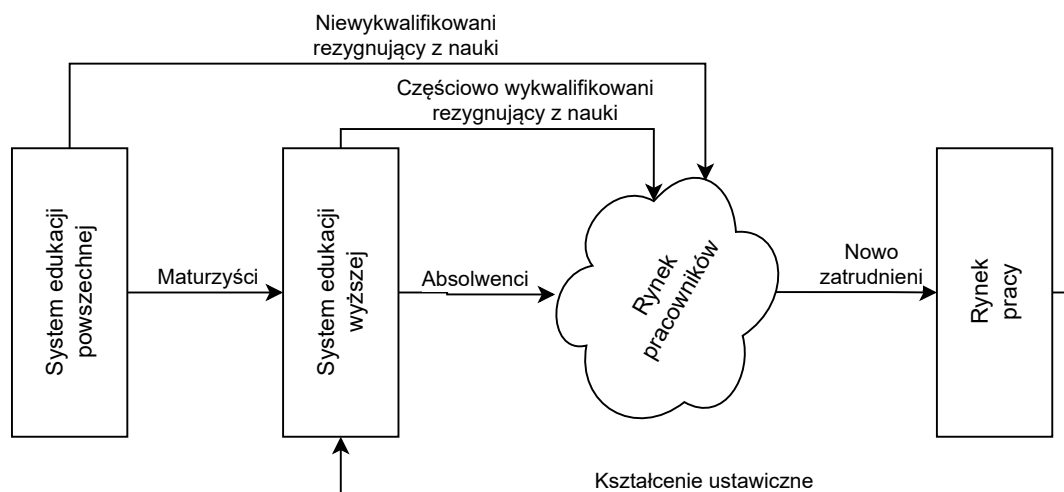 Niewykwalifikowani
rezygnujący z nauki
Częściowo wykwalifikowani
rezygnujący z nauki
System edukacji
powszechnej
Maturzyści
System edukacji
wyższej
Absolwenci
Rynek
pracowników
Nowo
zatrudnieni
Rynek
pracy
Kształcenie ustawiczne